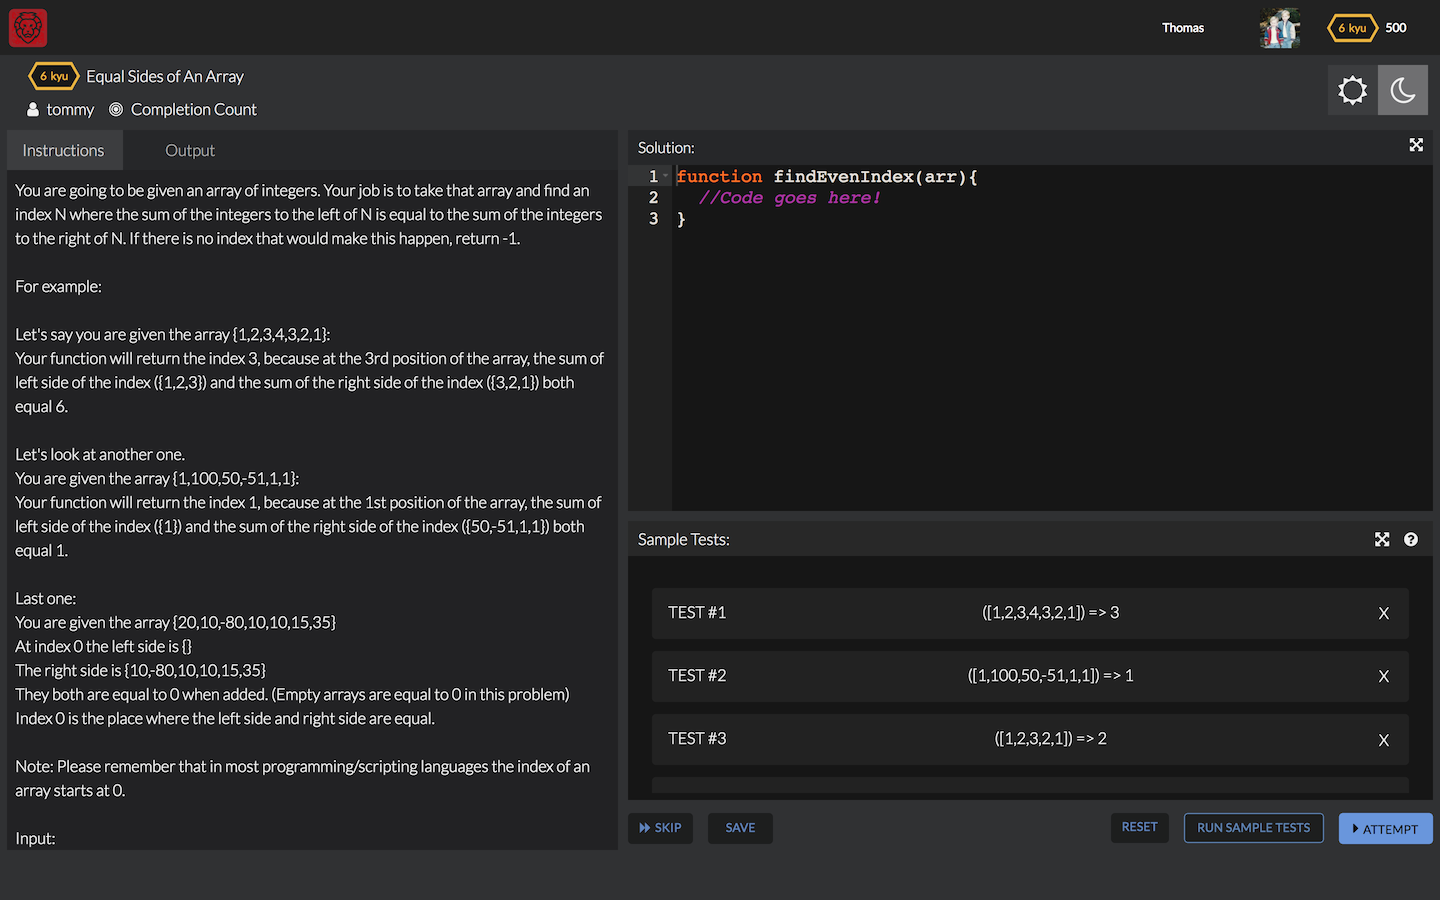 Thomas
6 kyu
500
6 kyu
Equal Sides of An Array
tommy
Completion Count
Instructions
Output
You are going to be given an array of integers. Your job is to take that array and find an
index N where the sum of the integers to the left of N is equal to the sum of the integers
to the right of N. If there is no index that would make this happen, return -1.
For example:
Let's say you are given the array {1,2,3,4,3,2,1}:
Your function will return the index 3, because at the 3rd position of the array, the sum of
left side of the index ({1,2,3}) and the sum of the right side of the index ({3,2,1}) both
equal 6.
Let's look at another one.
You are given the array {1,100,50,-51,1,1}:
Your function will return the index 1, because at the 1st position of the array, the sum of
left side of the index ({1}) and the sum of the right side of the index ({50,-51,1,1}) both
equal 1.
Last one:
You are given the array {20,10,-80,10,10,15,35}
At index 0 the left side is {}
The right side is {10,-80,10,10,15,35}
They both are equal to 0 when added. (Empty arrays are equal to 0 in this problem)
Index 0 is the place where the left side and right side are equal.
Note: Please remember that in most programming/scripting languages the index of an
array starts at 0.
Input:
Solution:
1 function findEvenIndex(arr){
2 //Code goes here!
3 }
Sample Tests:
TEST #1 ([1,2,3,4,3,2,1]) => 3 X
TEST #2 ([1,100,50,-51,1,1]) => 1 X
TEST #3 ([1,2,3,2,1]) => 2 X
SKIP
SAVE
RESET
RUN SAMPLE TESTS
ATTEMPT